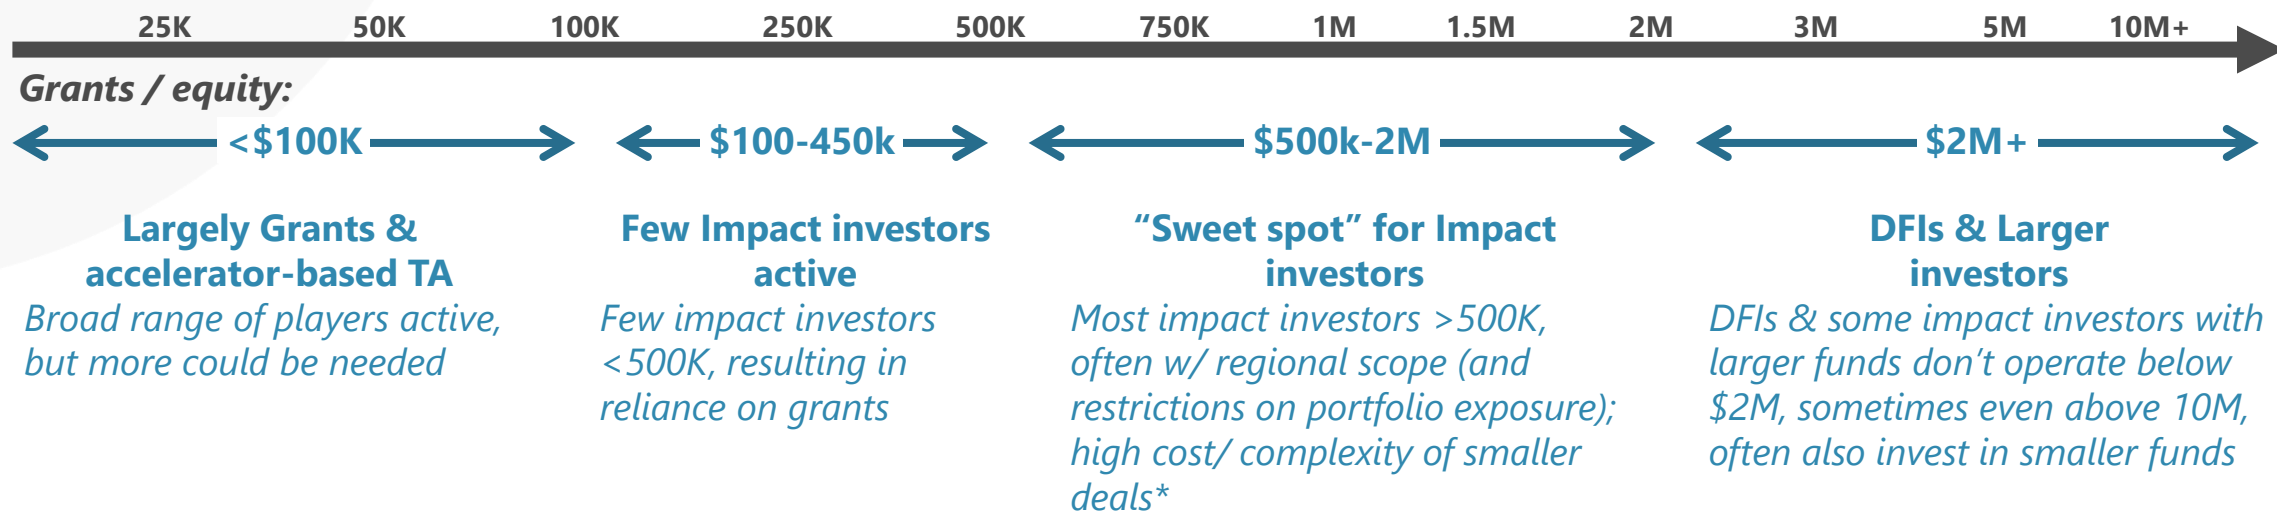 25K 50K 100K 250K 500K 750K 1M 1.5M 2M 3M 5M 10M+
Grants / equity:
<$100K
$100-450k
$500k-2M
$2M+
Largely Grants &
accelerator-based TA
Broad range of players active,
but more could be needed
Few Impact investors
active
Few impact investors
<500K, resulting in
reliance on grants
“Sweet spot” for Impact
investors
Most impact investors >500K,
often w/ regional scope (and
restrictions on portfolio exposure);
high cost/ complexity of smaller
deals*
DFIs & Larger
investors
DFIs & some impact investors with
larger funds don’t operate below
$2M, sometimes even above 10M,
often also invest in smaller funds